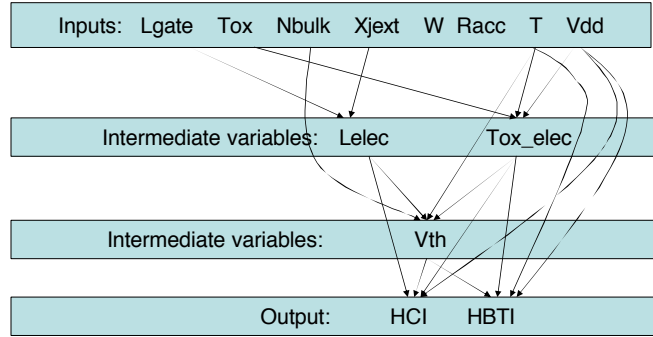 Inputs: Lgate Tox Nbulk Xjext W Racc T Vdd
Intermediate variables: Lelec Tox_elec
Intermediate variables: Vth
Output: HCI HBTI